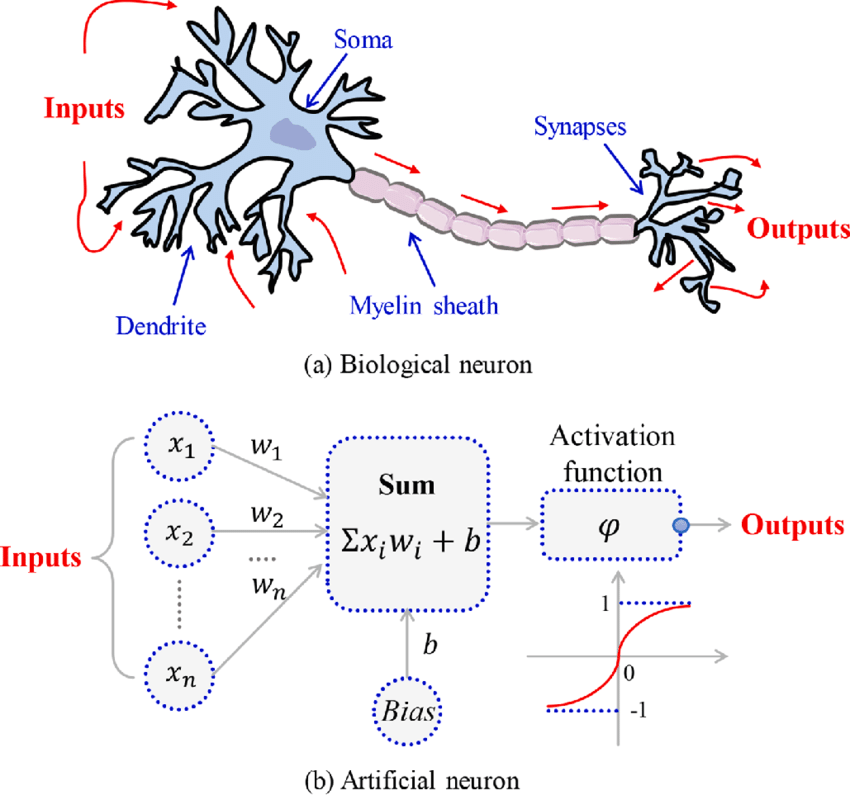 Soma
Inputs
Synapses
Outputs
Myelin sheath
Dendrite
(a) Biological neuron
x₁
w₁
Activation
function
Sum
x₂
w₂
Σxᵢwᵢ + b
φ
Outputs
Inputs
....
wₙ
1
xₙ
b
0
Bias
-1
(b) Artificial neuron